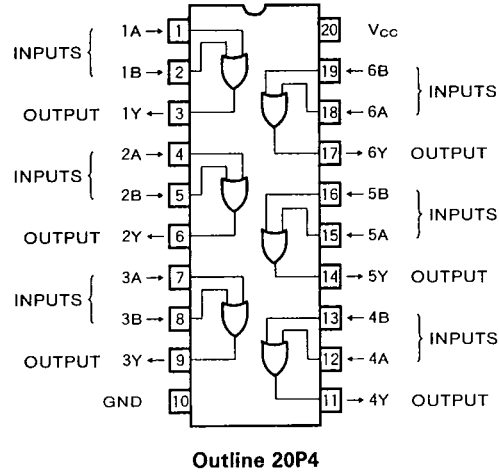 1A → 1 20 VCC
INPUTS { 1B → 2 19 ← 6B
OUTPUT 1Y ← 3 18 ← 6A } INPUTS
2A → 4 17 → 6Y OUTPUT
INPUTS { 2B → 5 16 ← 5B
OUTPUT 2Y ← 6 15 ← 5A } INPUTS
3A → 7 14 → 5Y OUTPUT
INPUTS { 3B → 8 13 ← 4B
OUTPUT 3Y ← 9 12 ← 4A } INPUTS
GND 10 11 → 4Y OUTPUT
Outline 20P4